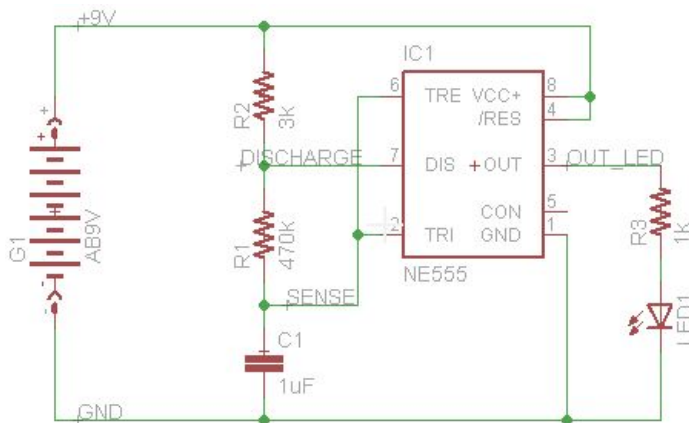 +9V
IC1
6 TRE VCC+ 8
/RES 4
R2 3k
DISCHARGE 7 DIS +OUT 3 OUT_LED
R1 470k
CON 5
2 TRI GND 1
R3 1k
NE555
G1 AB9V
SENSE
LED1
C1
1uF
GND